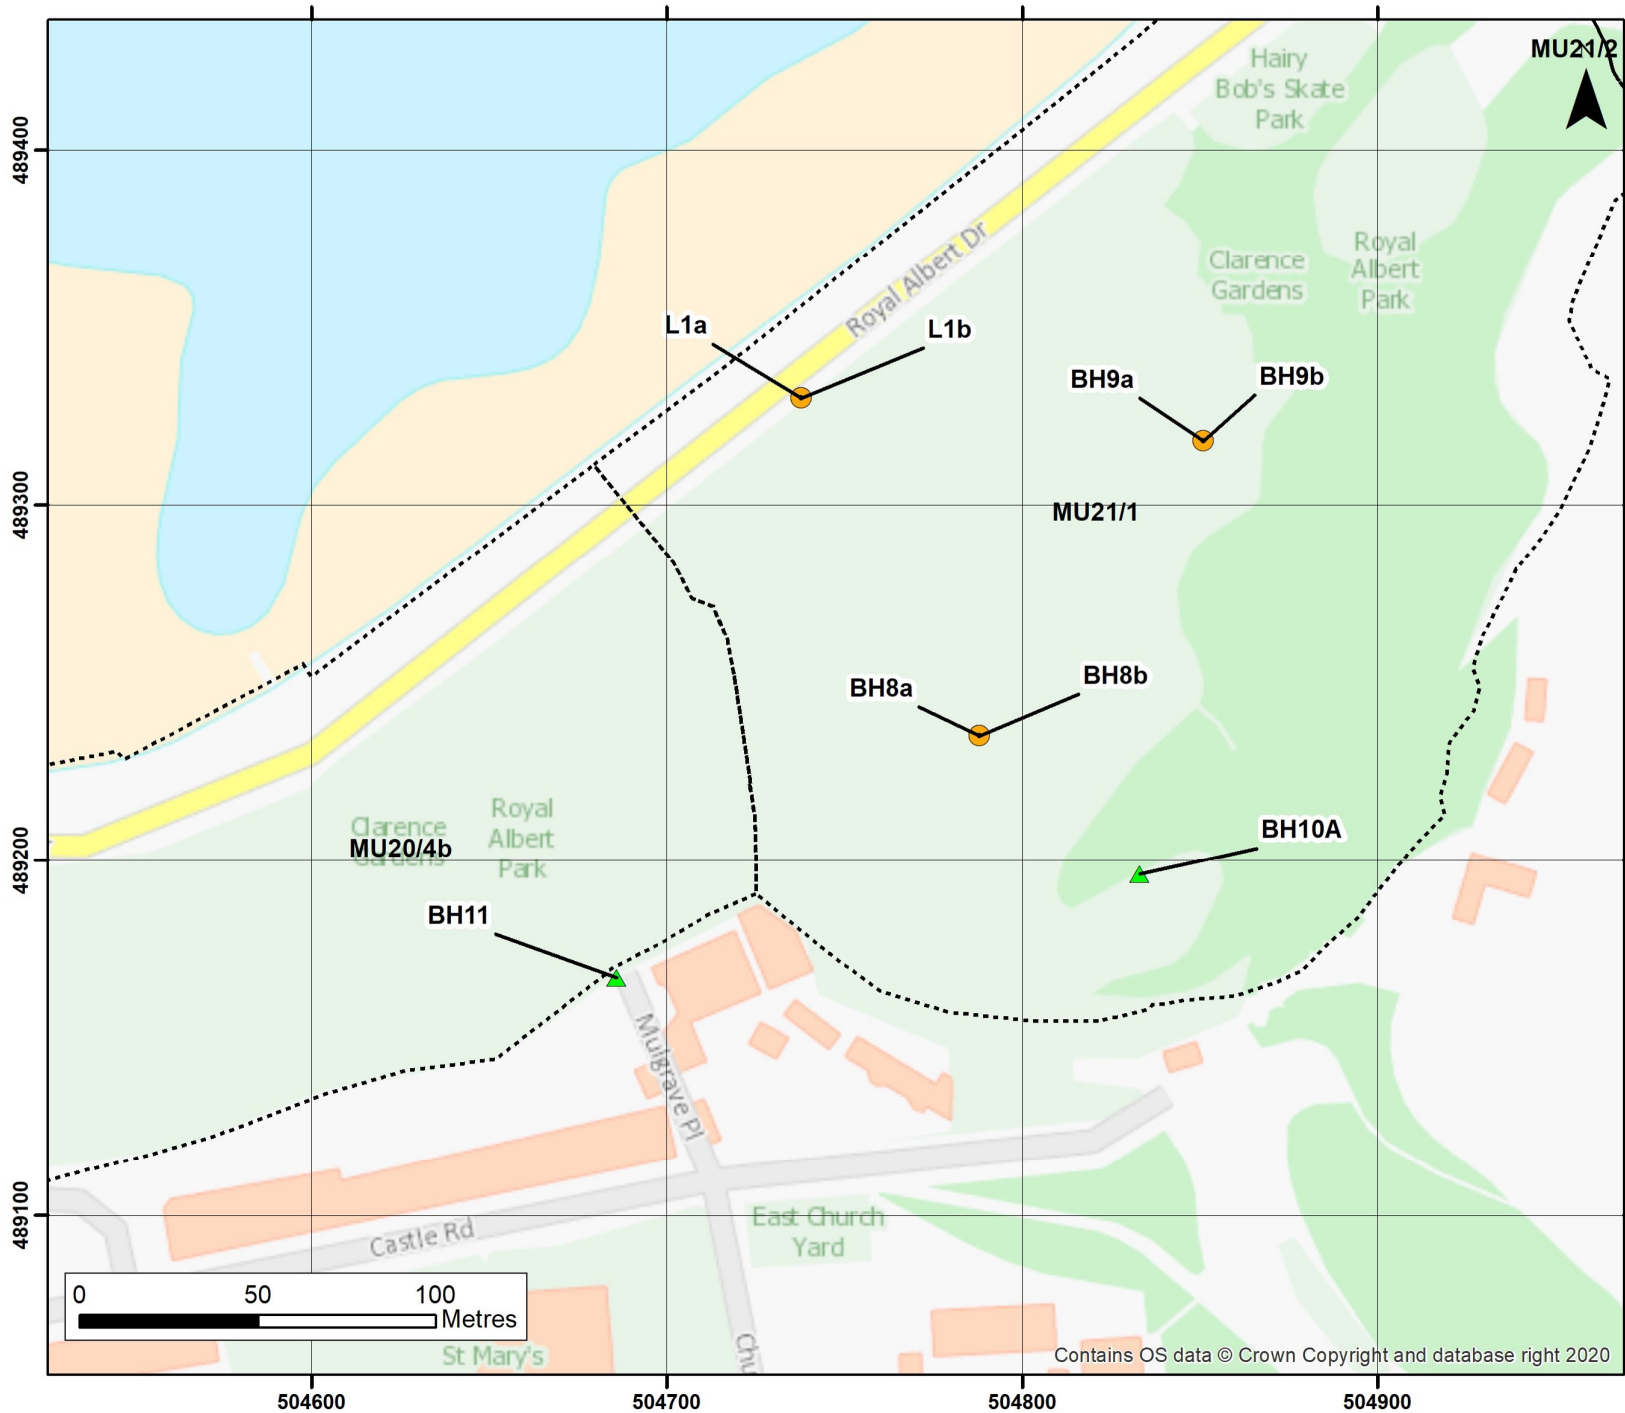 MU21/2
Hairy
Bob's Skate
Park
489400
Royal Albert Dr
Clarence
Gardens
Royal
Albert
Park
L1a
L1b
BH9a
BH9b
489300
MU21/1
BH8a
BH8b
Clarence
Gardens
MU20/4b
Royal
Albert
Park
489200
BH10A
BH11
Mulgrave Pl
489100
Castle Rd
East Church
Yard
0 50 100
Metres
St Mary's
Chu
Contains OS data © Crown Copyright and database right 2020
504600 504700 504800 504900